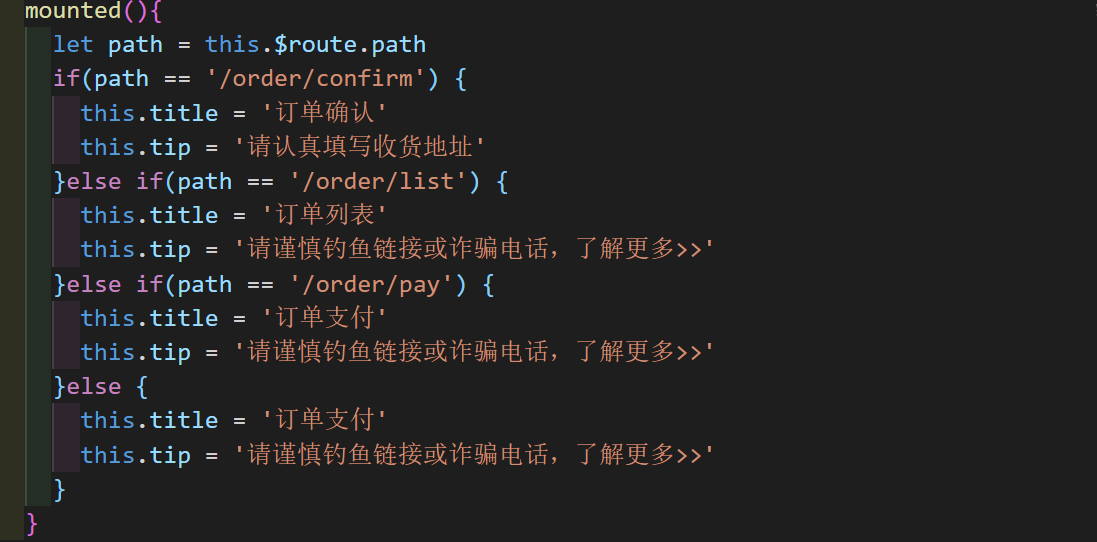 mounted(){
let path = this.$route.path
if(path == '/order/confirm') {
this.title = '订单确认'
this.tip = '请认真填写收货地址'
}else if(path == '/order/list') {
this.title = '订单列表'
this.tip = '请谨慎钓鱼链接或诈骗电话，了解更多>>'
}else if(path == '/order/pay') {
this.title = '订单支付'
this.tip = '请谨慎钓鱼链接或诈骗电话，了解更多>>'
}else {
this.title = '订单支付'
this.tip = '请谨慎钓鱼链接或诈骗电话，了解更多>>'
}
}